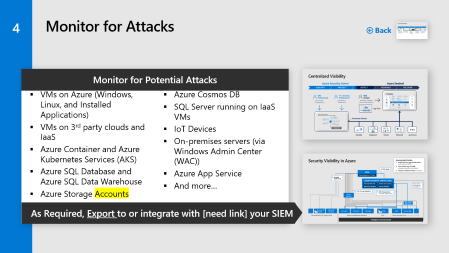 4
Monitor for Attacks
Back
Monitor for Potential Attacks
▪ VMs on Azure (Windows,
Linux, and Installed
Applications)
▪ VMs on 3rd party clouds and
IaaS
▪ Azure Container and Azure
Kubernetes Services (AKS)
▪ Azure SQL Database and
Azure SQL Data Warehouse
▪ Azure Storage Accounts
▪ Azure Cosmos DB
▪ SQL Server running on IaaS
VMs
▪ IoT Devices
▪ On-premises servers (via
Windows Admin Center
(WAC))
▪ Azure App Service
▪ And more...
As Required, Export to or integrate with [need link] your SIEM
Centralized Visibility
Security Visibility in Azure